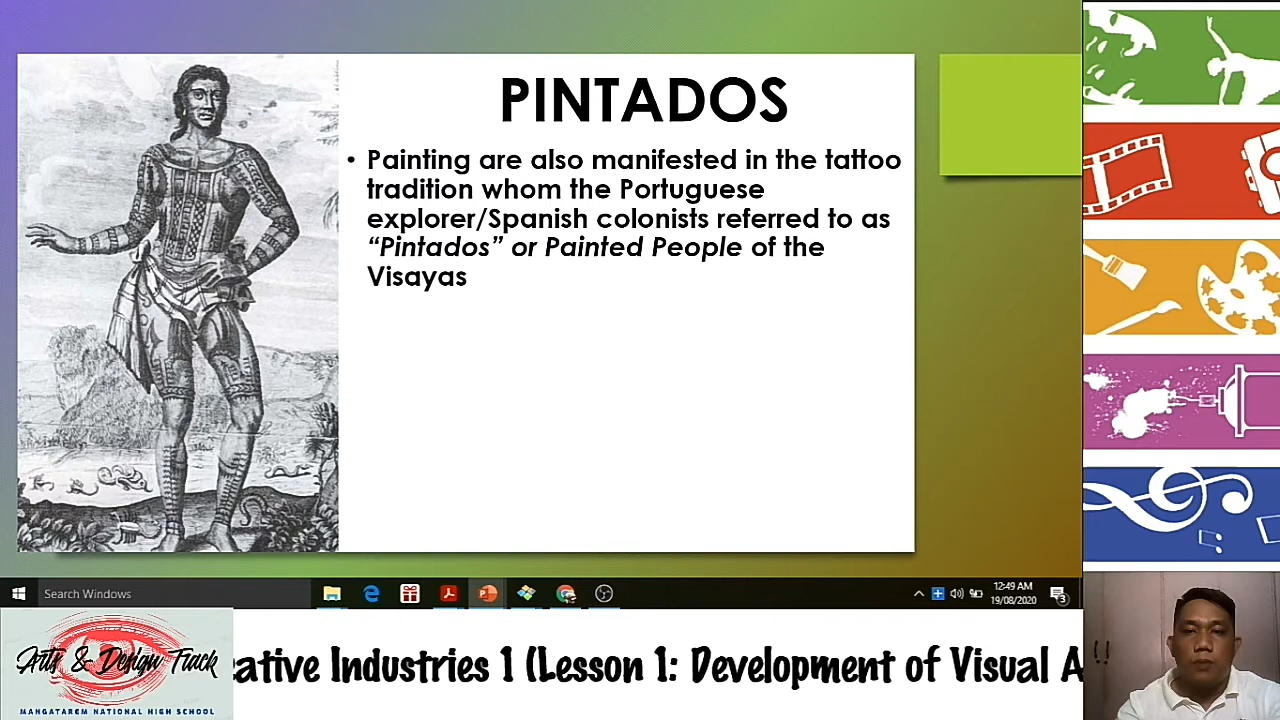 PINTADOS
• Painting are also manifested in the tattoo
tradition whom the Portuguese
explorer/Spanish colonists referred to as
“Pintados” or Painted People of the
Visayas
Search Windows
12:49 AM
19/08/2020
3
Arts & Design Track
MANGATAREM NATIONAL HIGH SCHOOL
eative Industries 1 (Lesson 1: Development of Visual A
!!